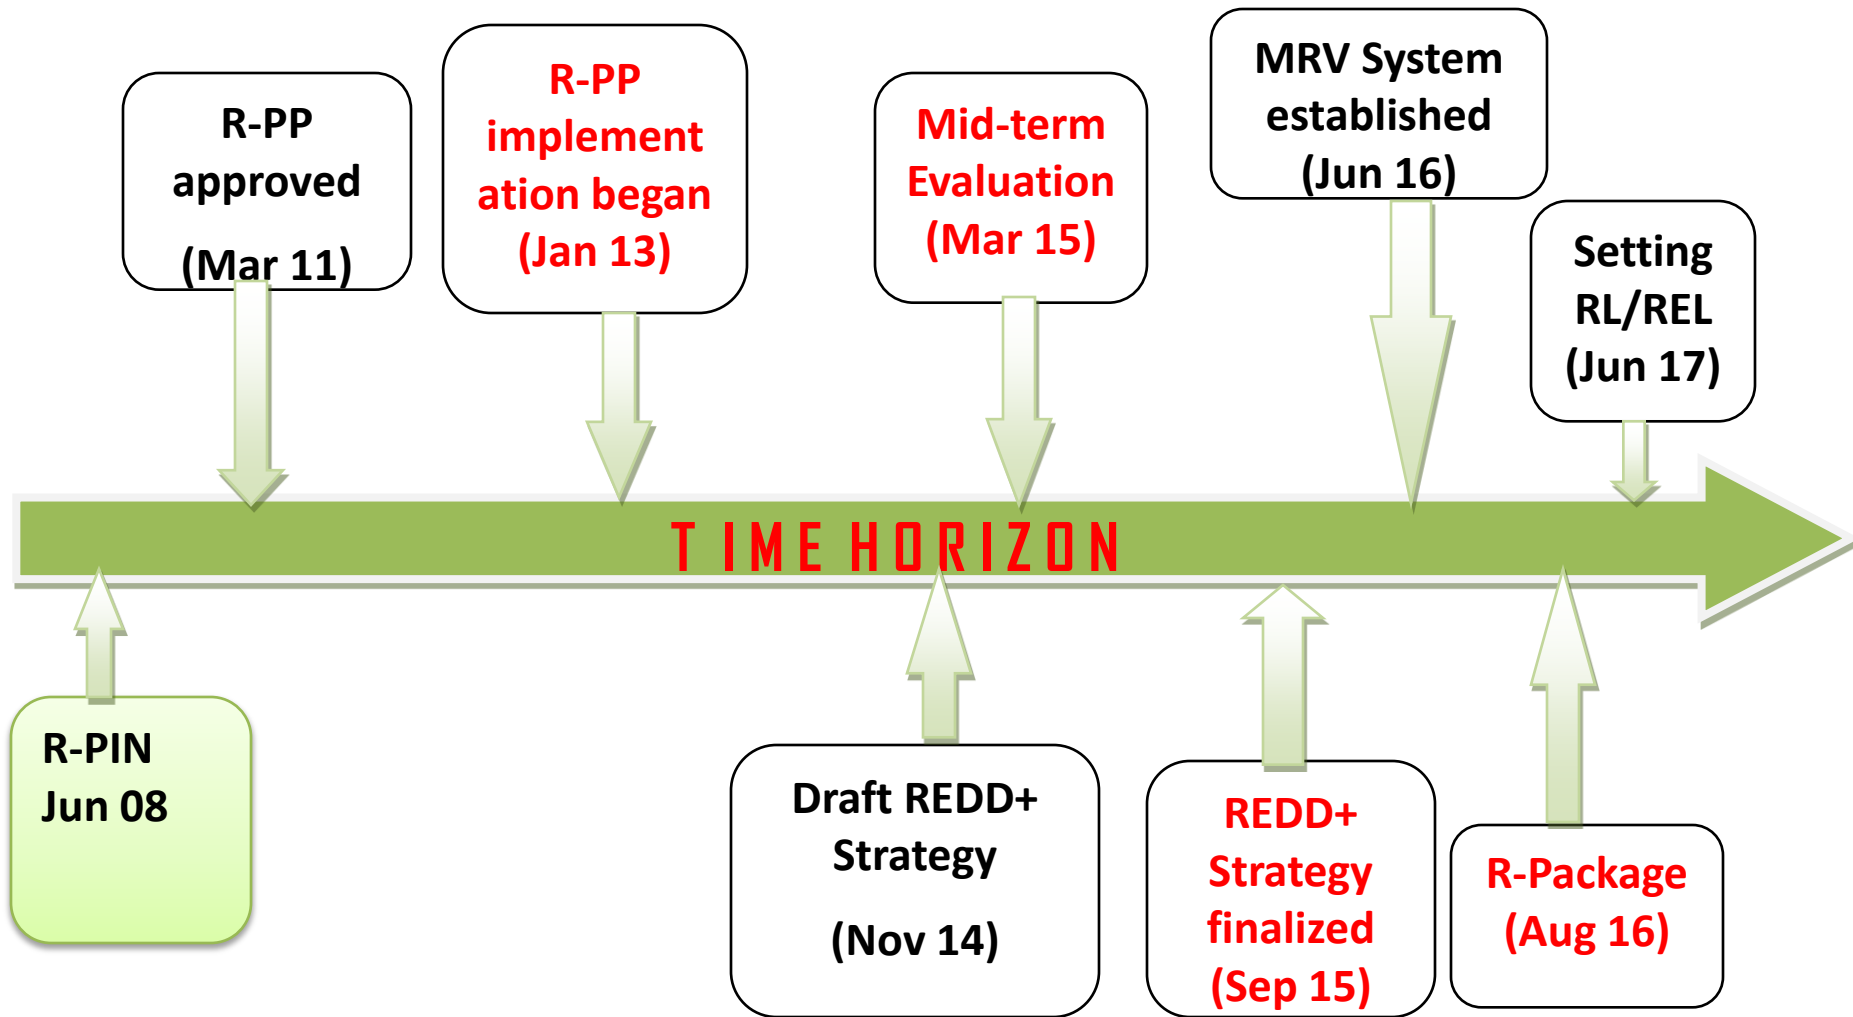 R-PP
approved
(Mar 11)
R-PP
implement
ation began
(Jan 13)
Mid-term
Evaluation
(Mar 15)
MRV System
established
(Jun 16)
Setting
RL/REL
(Jun 17)
TIME HORIZON
R-PIN
Jun 08
Draft REDD+
Strategy
(Nov 14)
REDD+
Strategy
finalized
(Sep 15)
R-Package
(Aug 16)